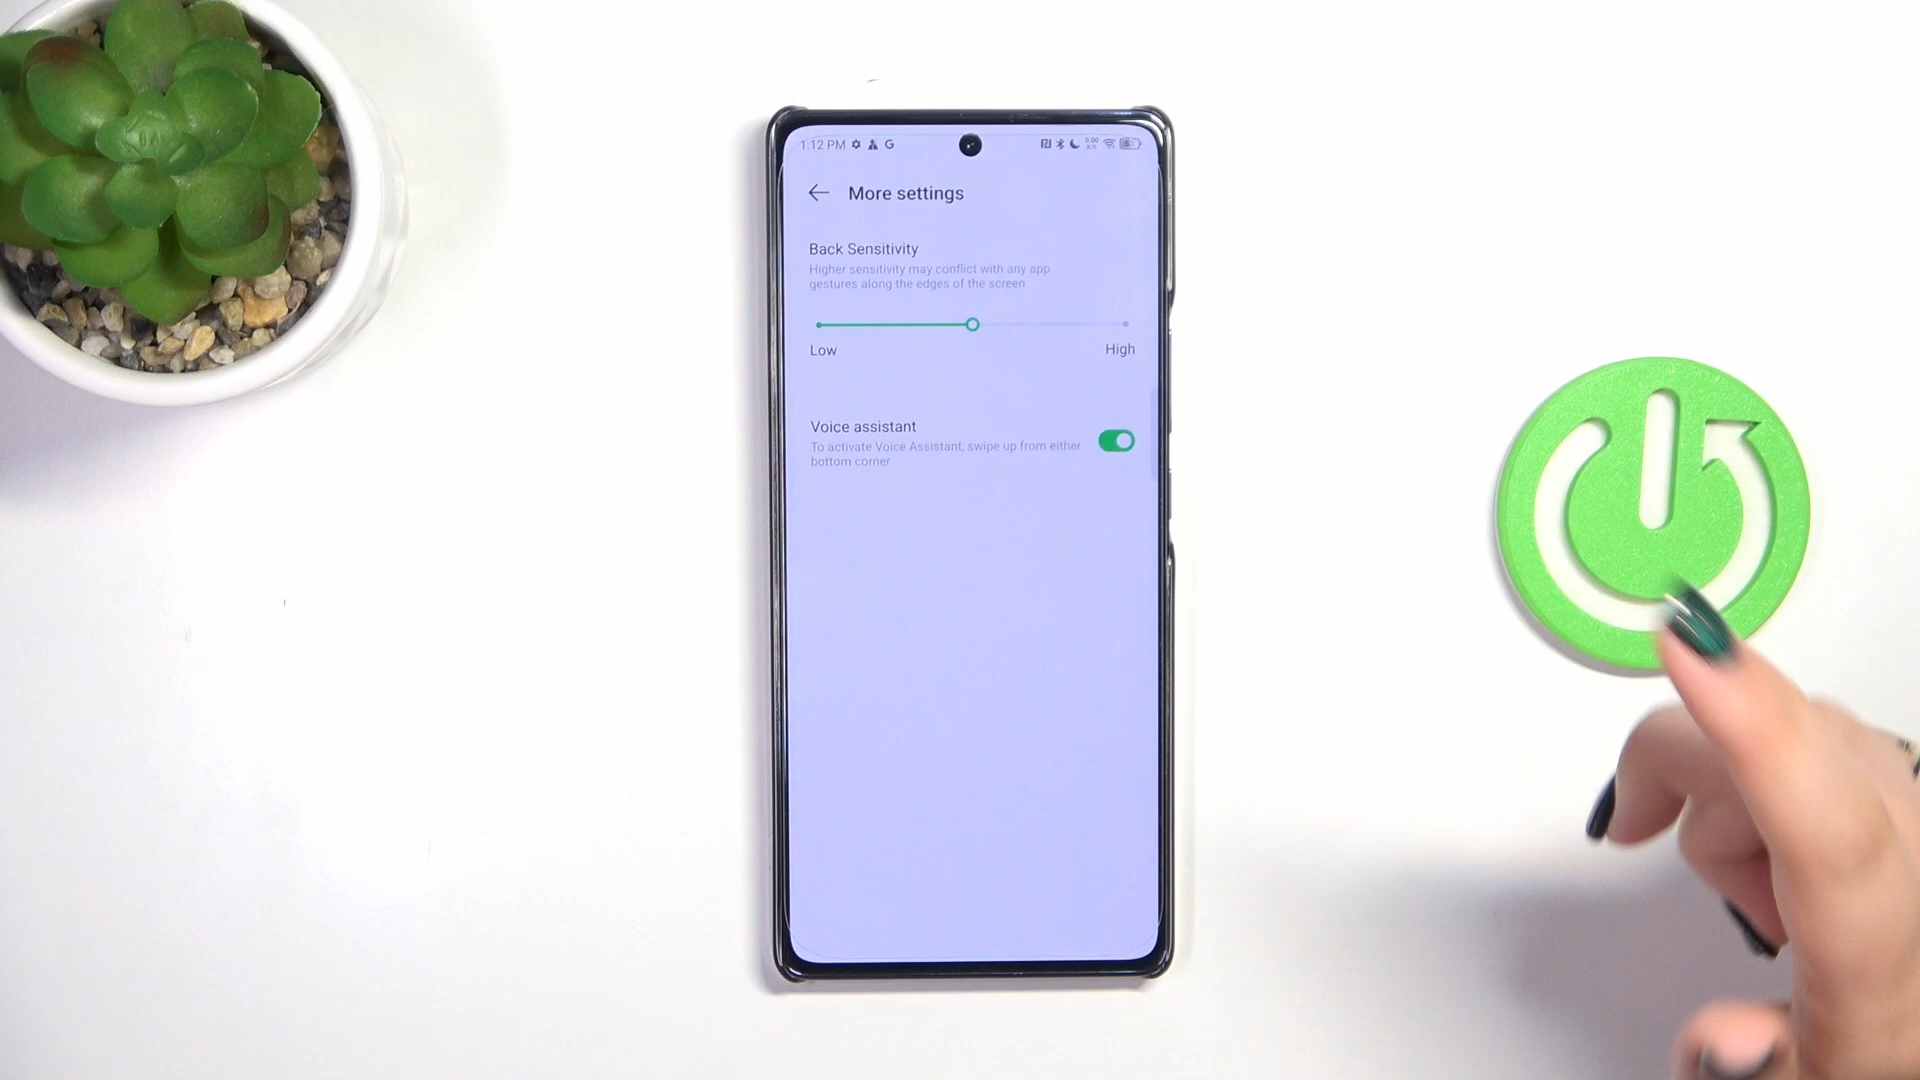 1:12 PM
More settings
Back Sensitivity
Higher sensitivity may conflict with any app
gestures along the edges of the screen
Low
High
Voice assistant
To activate Voice Assistant, swipe up from either
bottom corner